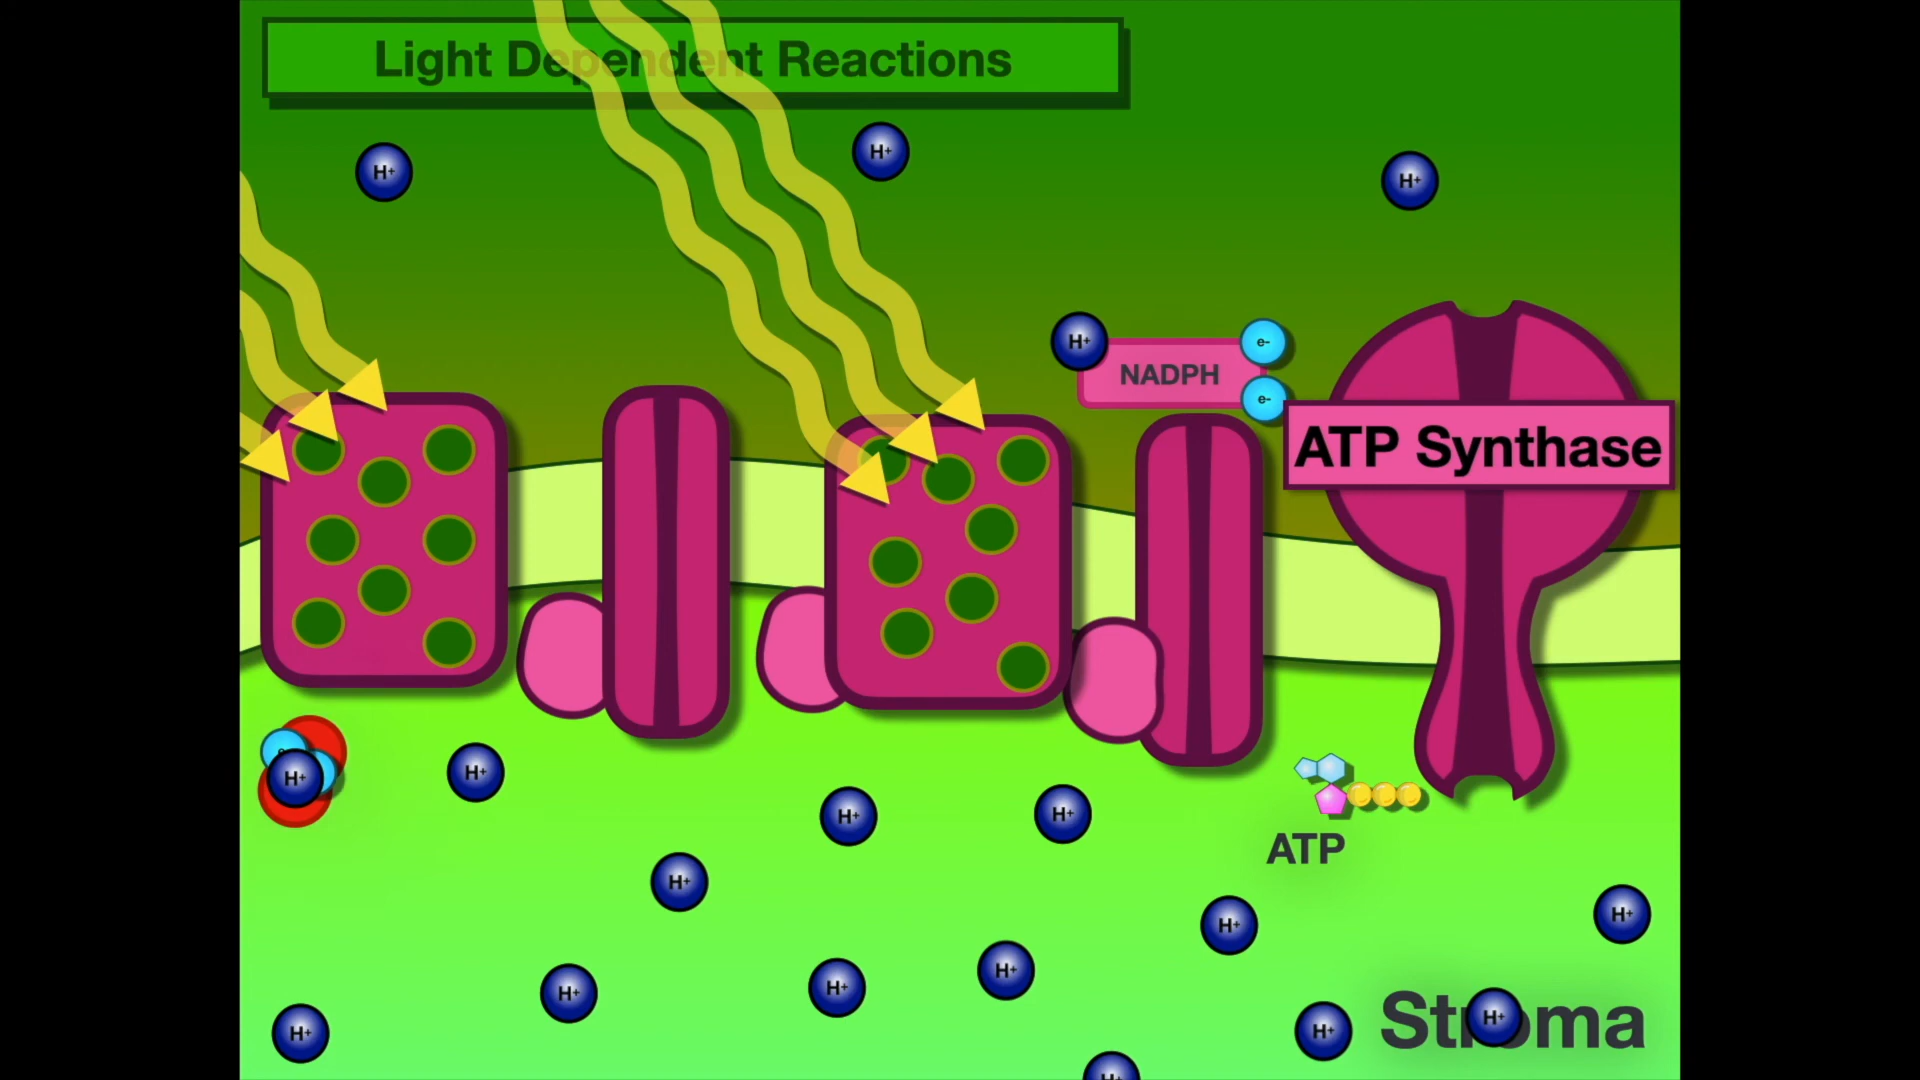 Light Dependent Reactions
H+
H+
H+
H+
e-
NADPH
e-
ATP Synthase
e-
H+
H+
H+
H+
ATP
H+
H+
H+
H+
H+
H+
H+
H+
Stroma
H+
H+
H+